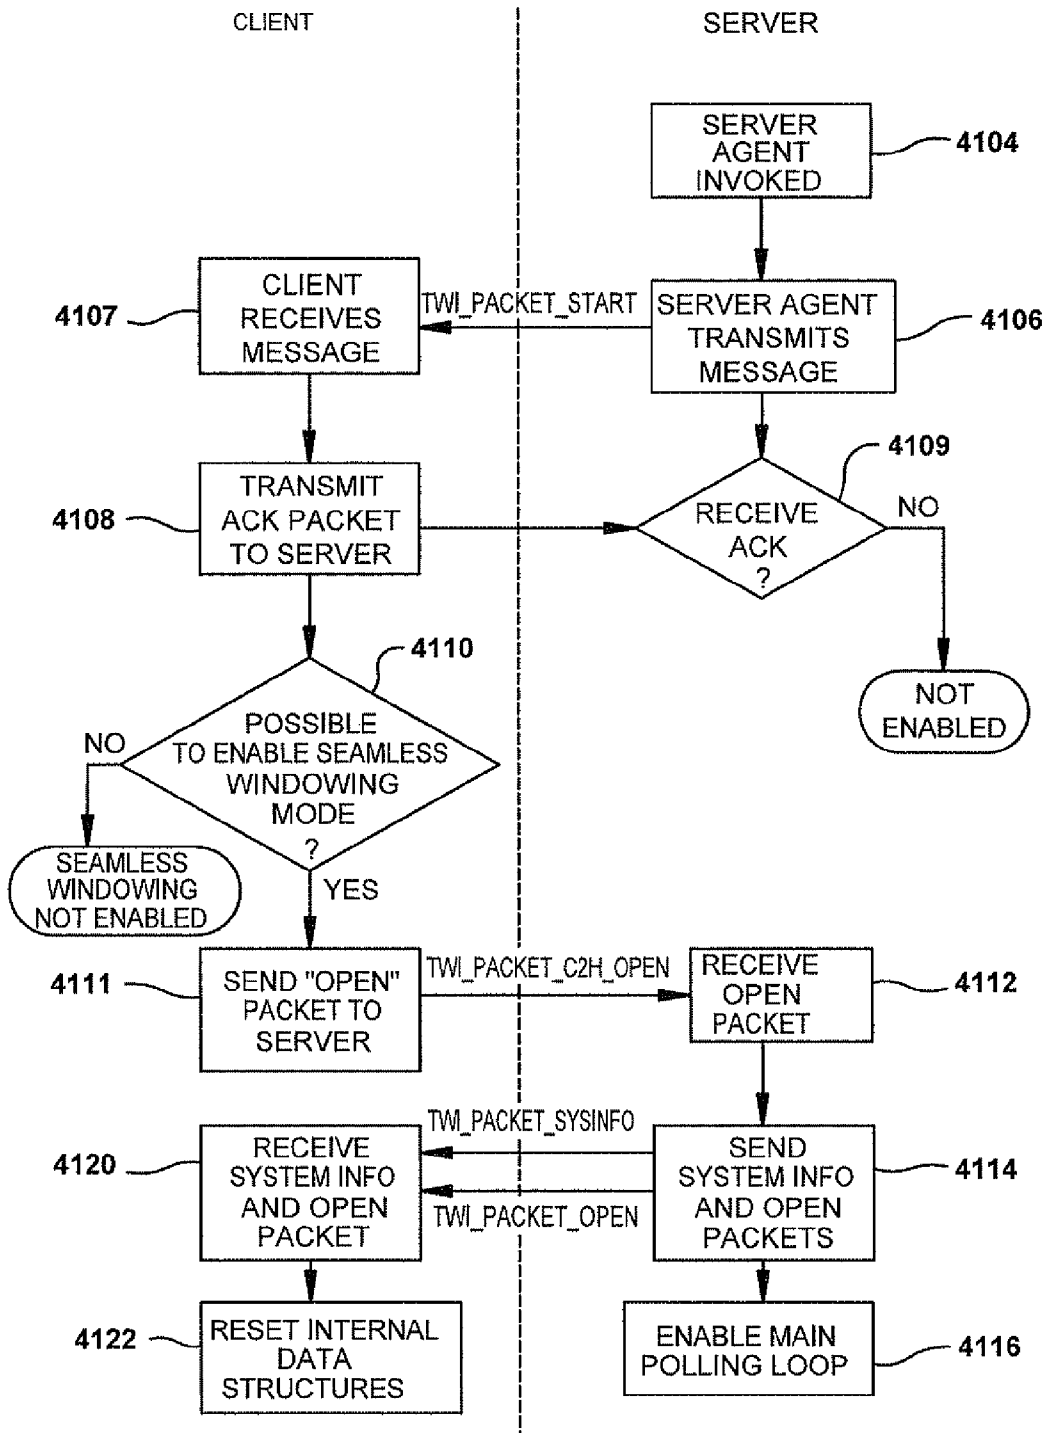 CLIENT
SERVER
SERVER
AGENT
INVOKED
4104
CLIENT
RECEIVES
MESSAGE
4107
TWI_PACKET_START
SERVER AGENT
TRANSMITS
MESSAGE
4106
TRANSMIT
ACK PACKET
TO SERVER
4108
RECEIVE
ACK
?
4109
NO
NOT
ENABLED
4110
POSSIBLE
TO ENABLE SEAMLESS
WINDOWING
MODE
?
NO
SEAMLESS
WINDOWING
NOT ENABLED
YES
4111
SEND "OPEN"
PACKET TO
SERVER
TWI_PACKET_C2H_OPEN
RECEIVE
OPEN
PACKET
4112
TWI_PACKET_SYSINFO
4120
RECEIVE
SYSTEM INFO
AND OPEN
PACKET
TWI_PACKET_OPEN
SEND
SYSTEM INFO
AND OPEN
PACKETS
4114
4122
RESET INTERNAL
DATA
STRUCTURES
ENABLE MAIN
POLLING LOOP
4116